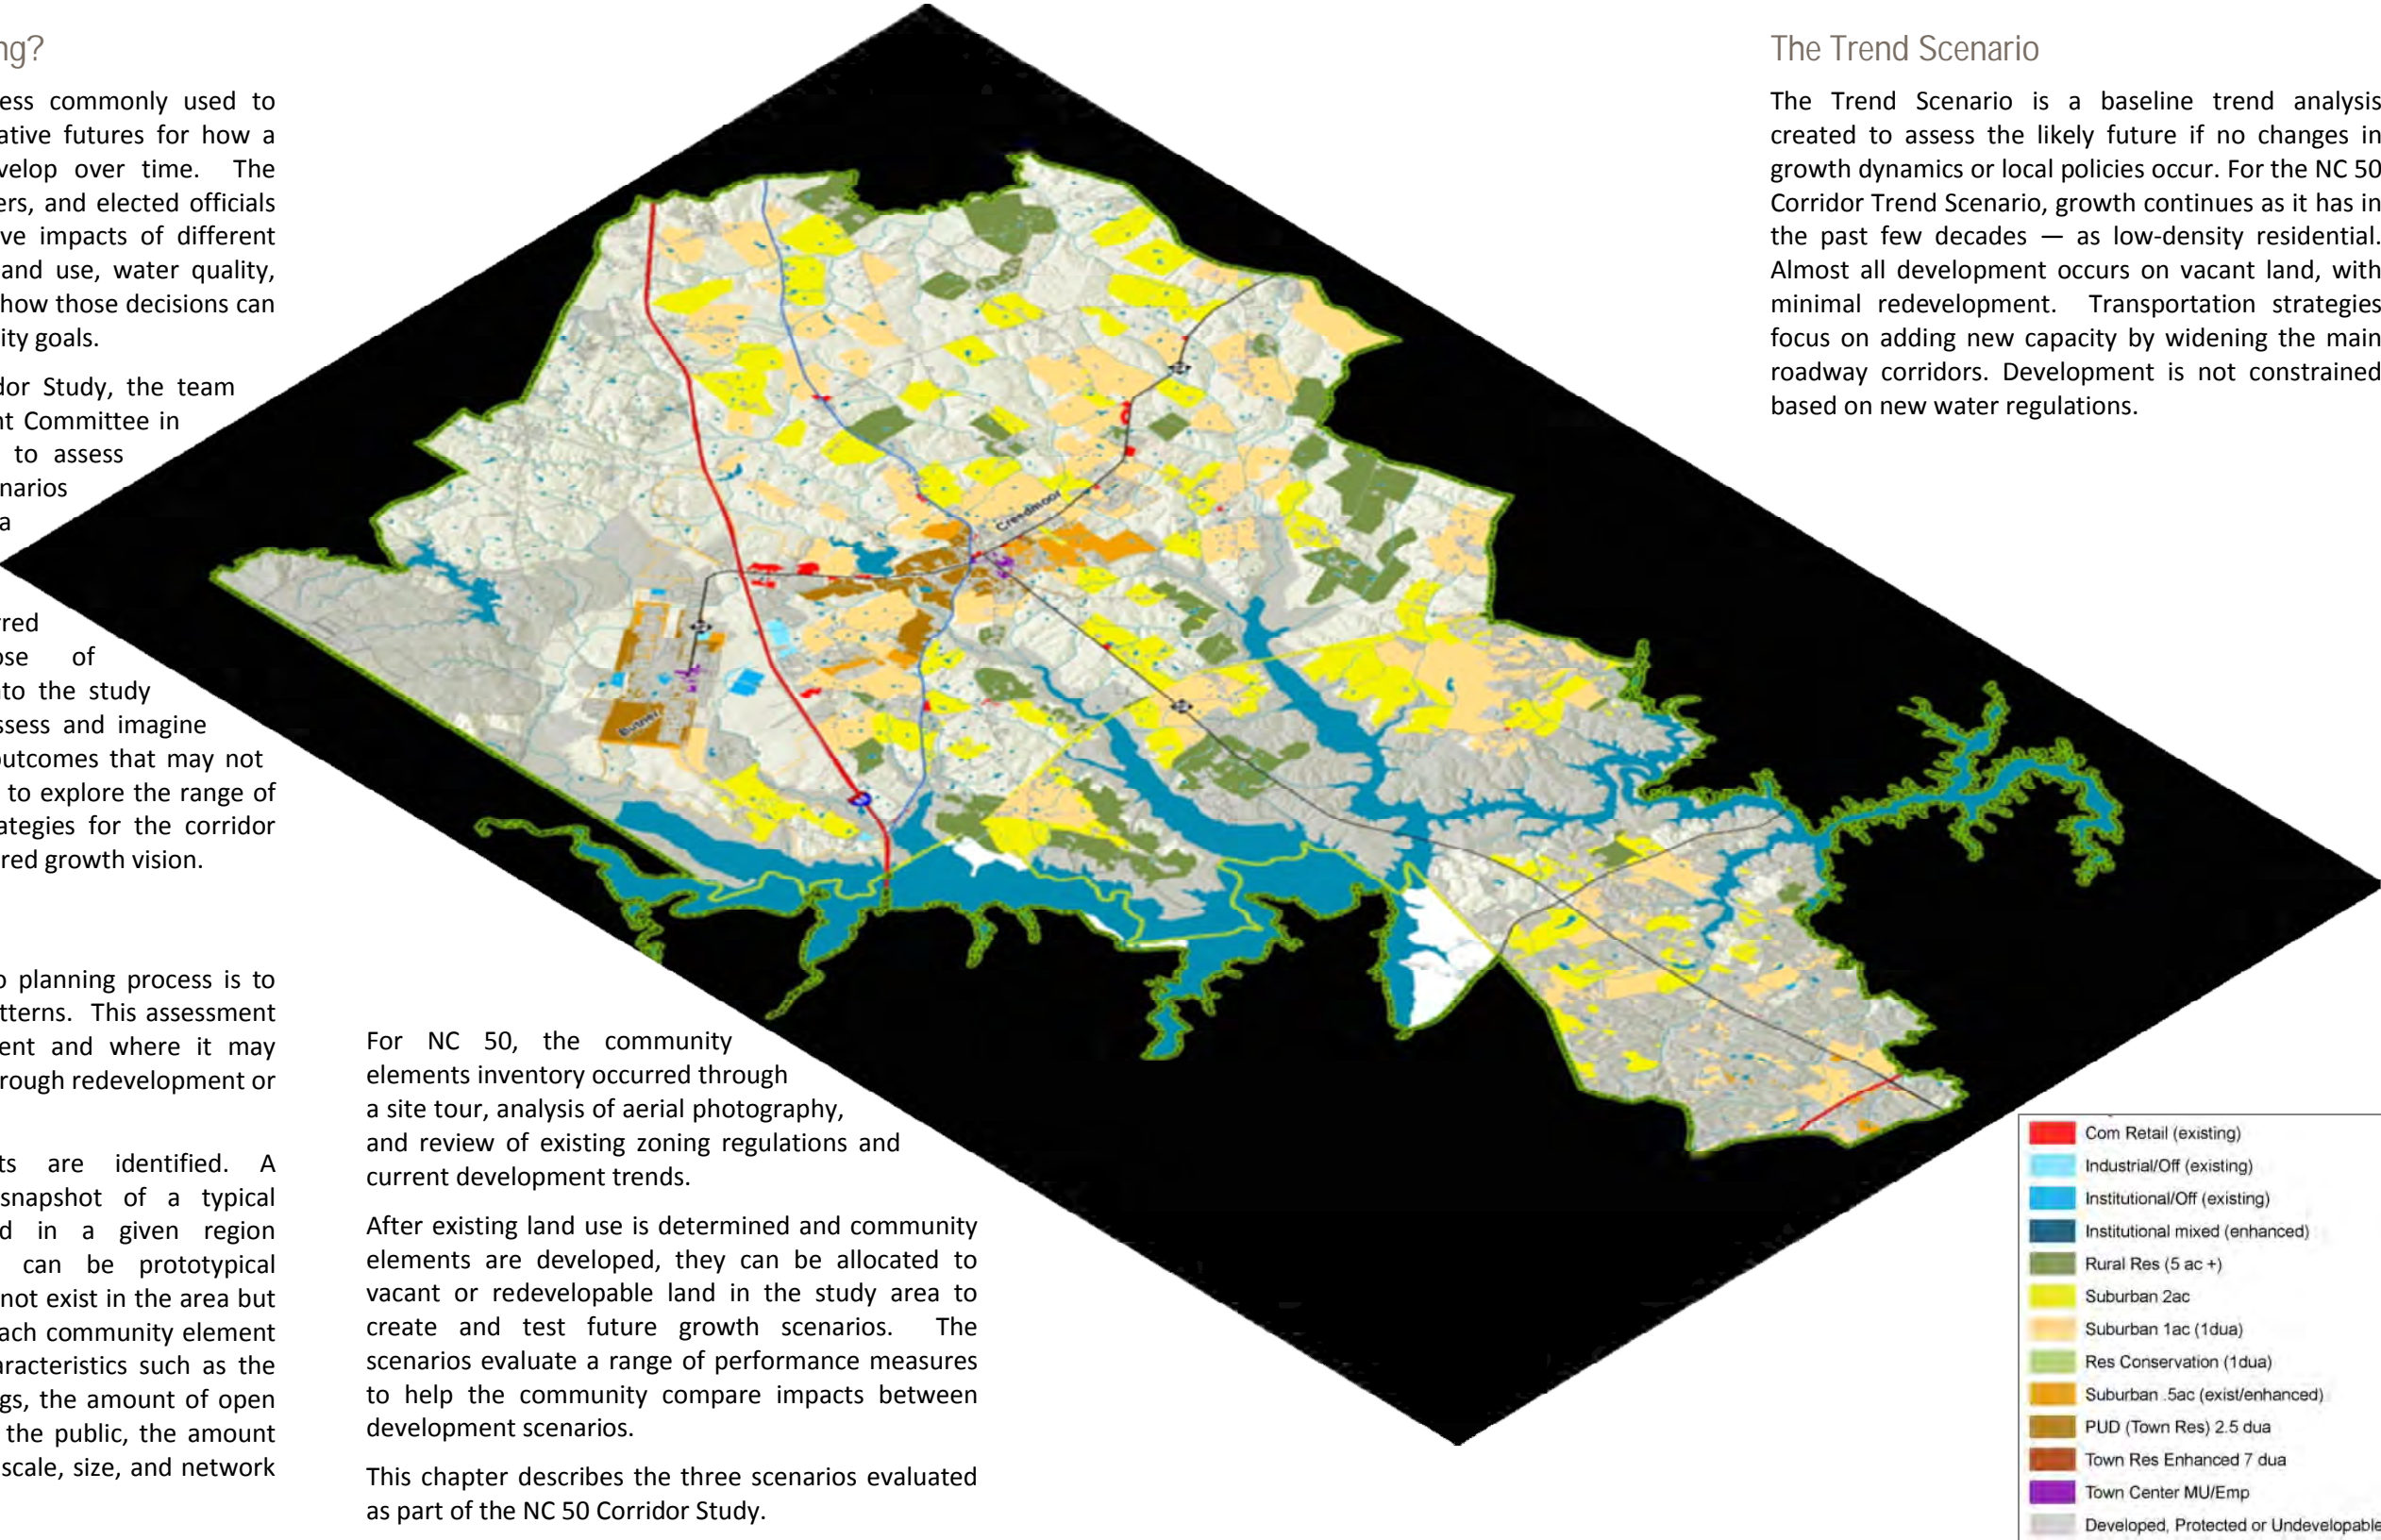 ng?
ess commonly used to
ative futures for how a
velop over time. The
ers, and elected officials
ve impacts of different
and use, water quality,
how those decisions can
ity goals.
dor Study, the team
nt Committee in
to assess
narios
a
red
ose of
nto the study
ssess and imagine
outcomes that may not
to explore the range of
ategies for the corridor
red growth vision.
o planning process is to
tterns. This assessment
ent and where it may
rough redevelopment or
ts are identified. A
snapshot of a typical
d in a given region
can be prototypical
not exist in the area but
ach community element
aracteristics such as the
gs, the amount of open
the public, the amount
scale, size, and network
For NC 50, the community
elements inventory occurred through
a site tour, analysis of aerial photography,
and review of existing zoning regulations and
current development trends.
After existing land use is determined and community
elements are developed, they can be allocated to
vacant or redevelopable land in the study area to
create and test future growth scenarios. The
scenarios evaluate a range of performance measures
to help the community compare impacts between
development scenarios.
This chapter describes the three scenarios evaluated
as part of the NC 50 Corridor Study.
Creedmoor
Butner
The Trend Scenario
The Trend Scenario is a baseline trend analysis
created to assess the likely future if no changes in
growth dynamics or local policies occur. For the NC 50
Corridor Trend Scenario, growth continues as it has in
the past few decades — as low-density residential.
Almost all development occurs on vacant land, with
minimal redevelopment. Transportation strategies
focus on adding new capacity by widening the main
roadway corridors. Development is not constrained
based on new water regulations.
Com Retail (existing)
Industrial/Off (existing)
Institutional/Off (existing)
Institutional mixed (enhanced)
Rural Res (5 ac +)
Suburban 2ac
Suburban 1ac (1dua)
Res Conservation (1dua)
Suburban .5ac (exist/enhanced)
PUD (Town Res) 2.5 dua
Town Res Enhanced 7 dua
Town Center MU/Emp
Developed, Protected or Undevelopable